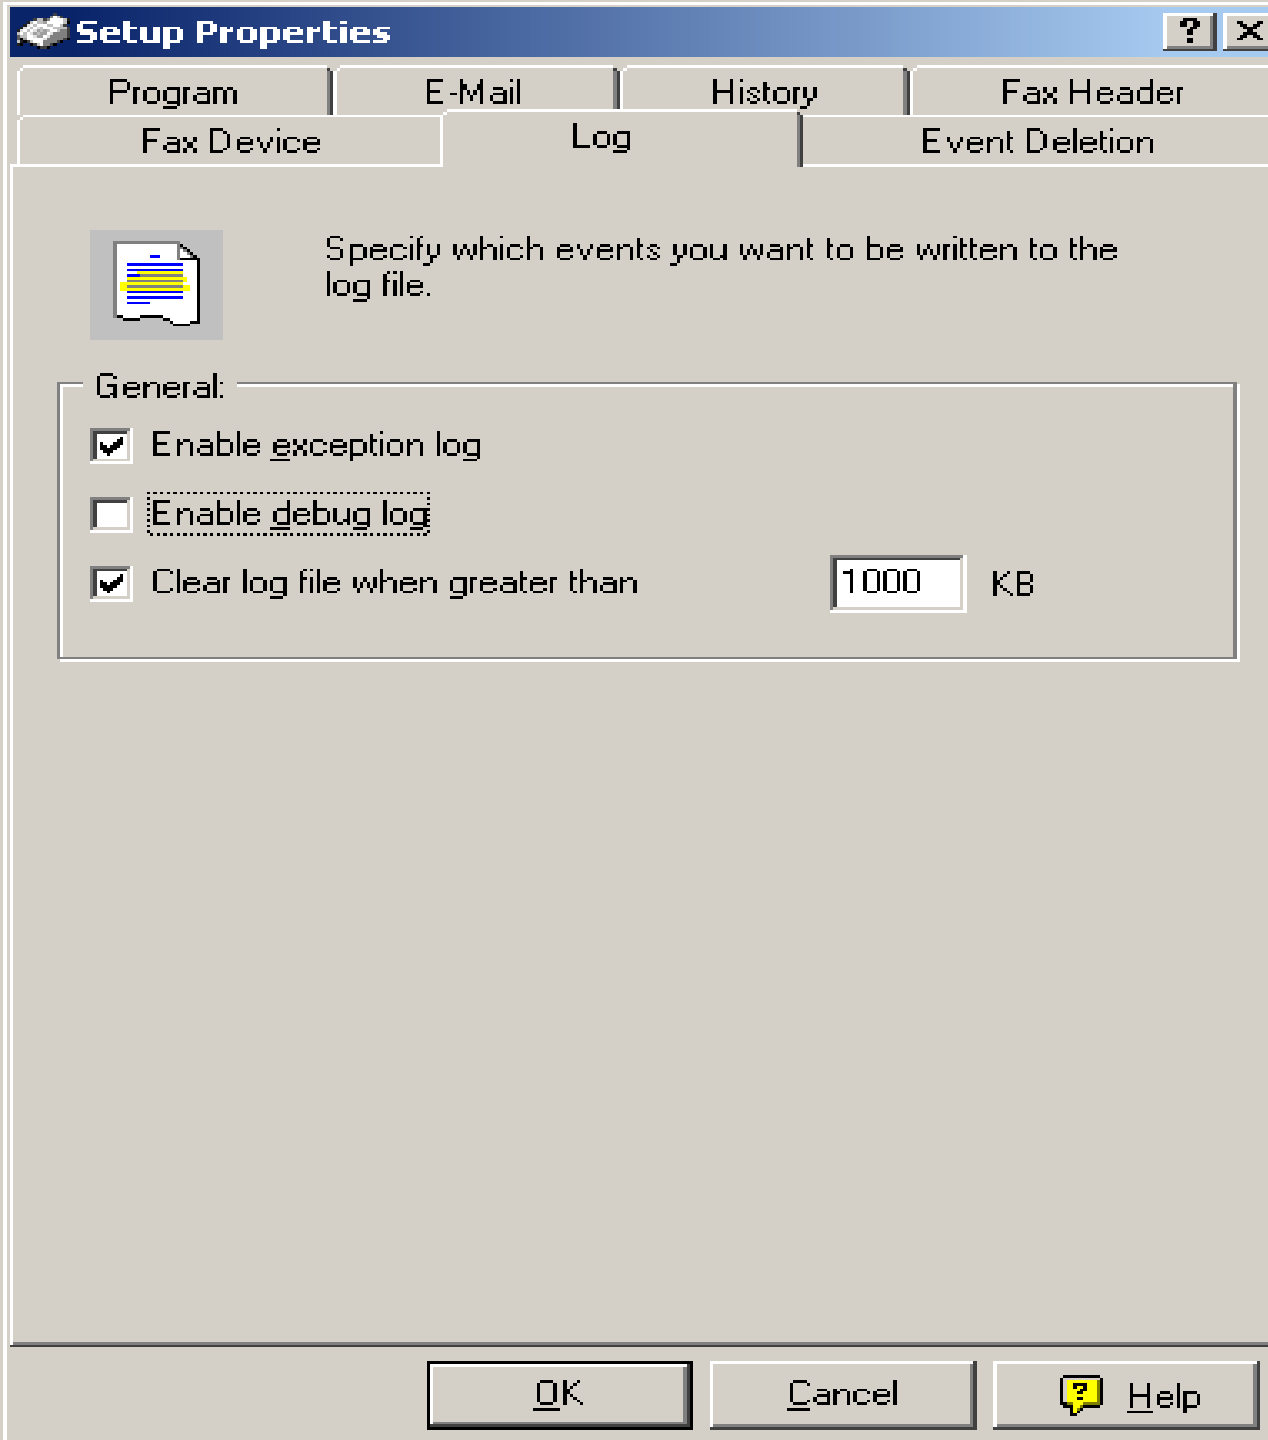 Setup Properties
?
Program E-Mail History Fax Header
Fax Device Log Event Deletion
Specify which events you want to be written to the
log file.
General:
Enable exception log
Enable debug log
Clear log file when greater than 1000 KB
OK Cancel ? Help